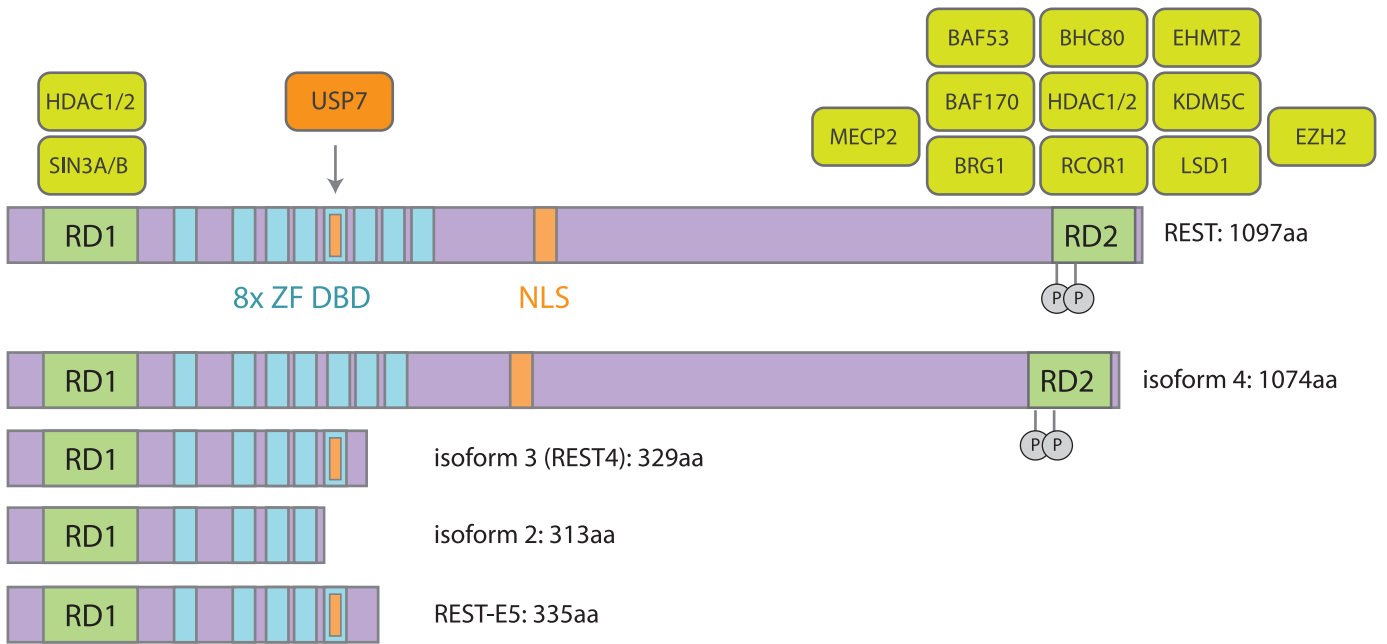 BAF53
BHC80
EHMT2
HDAC1/2
USP7
BAF170
HDAC1/2
KDM5C
MECP2
EZH2
SIN3A/B
BRG1
RCOR1
LSD1
RD1
RD2
REST: 1097aa
8x ZF DBD
NLS
P
P
RD1
RD2
isoform 4: 1074aa
P
P
RD1
isoform 3 (REST4): 329aa
RD1
isoform 2: 313aa
RD1
REST-E5: 335aa